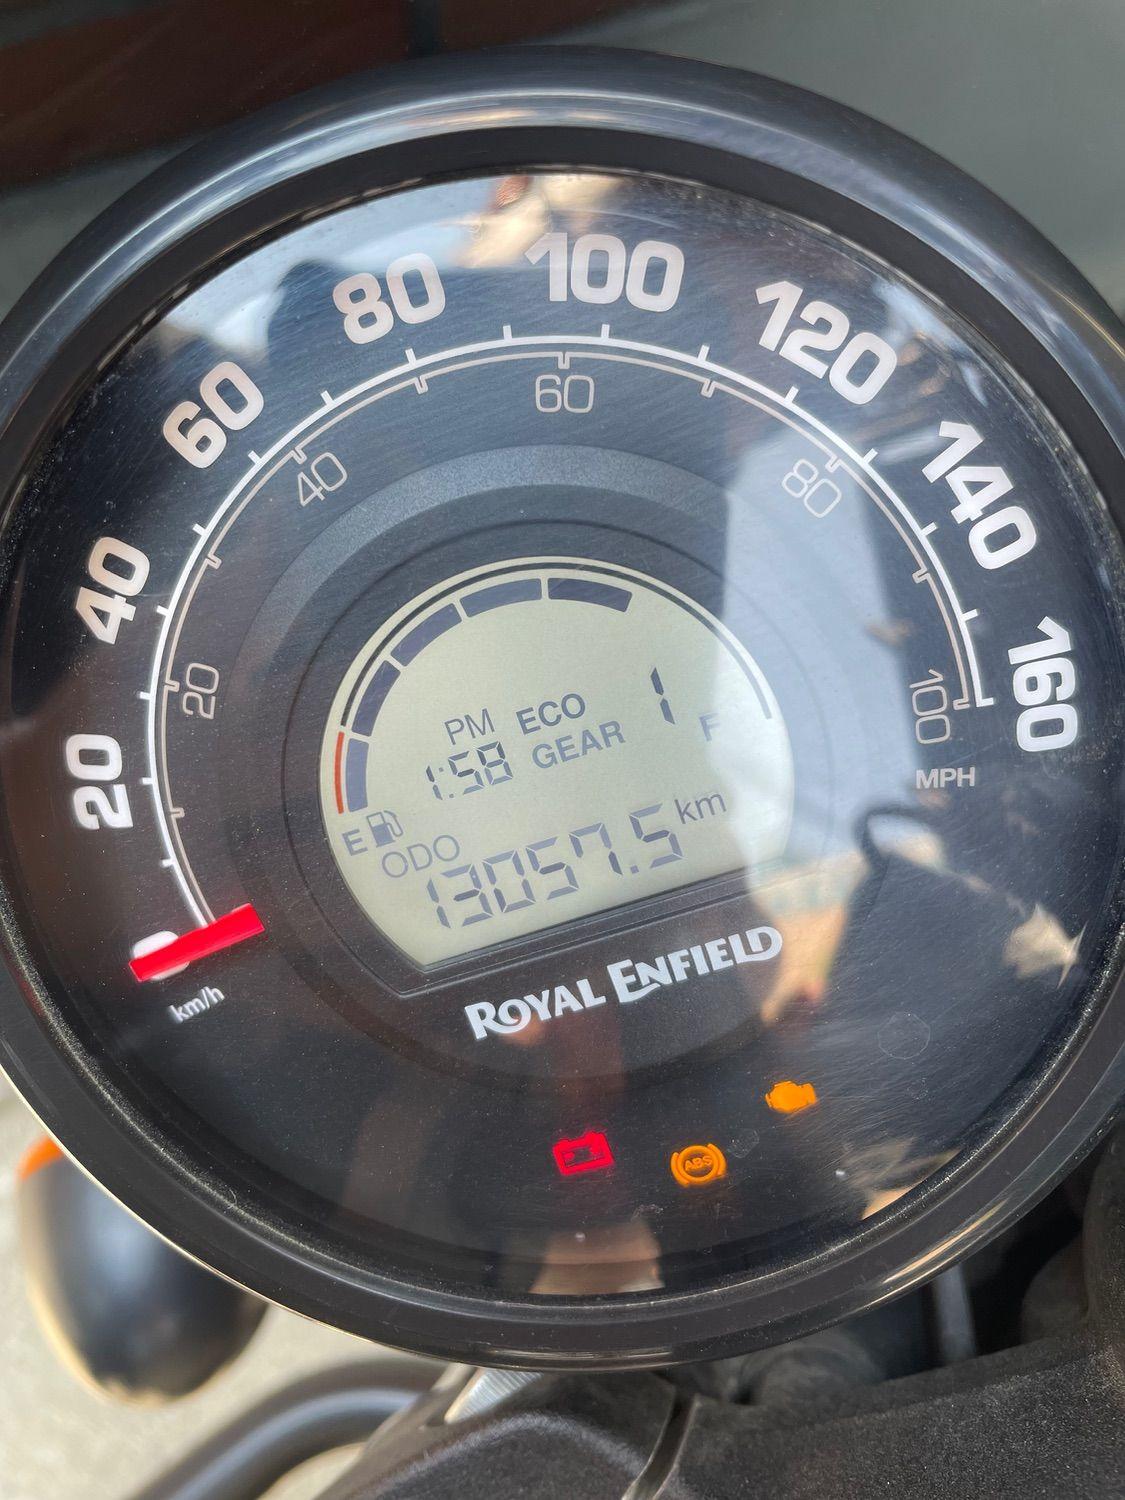 100
80
120
60
60
140
40
80
40
160
20
100
20
MPH
km/h
PM ECO
1:58 GEAR 1
F
E
ODO
13057.5 km
ROYAL ENFIELD
ABS